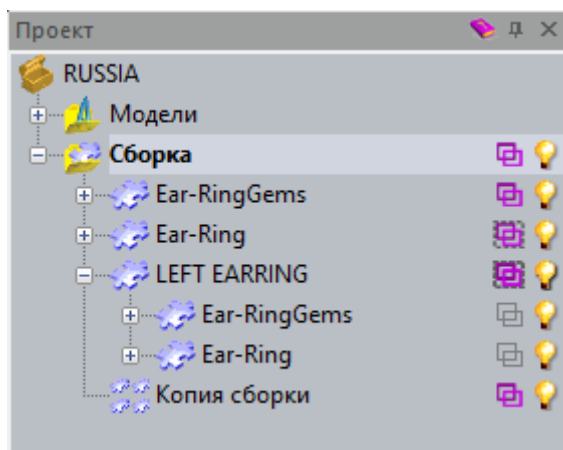 Проект
RUSSIA
Модели
Сборка
Ear-RingGems
Ear-Ring
LEFT EARRING
Ear-RingGems
Ear-Ring
Копия сборки